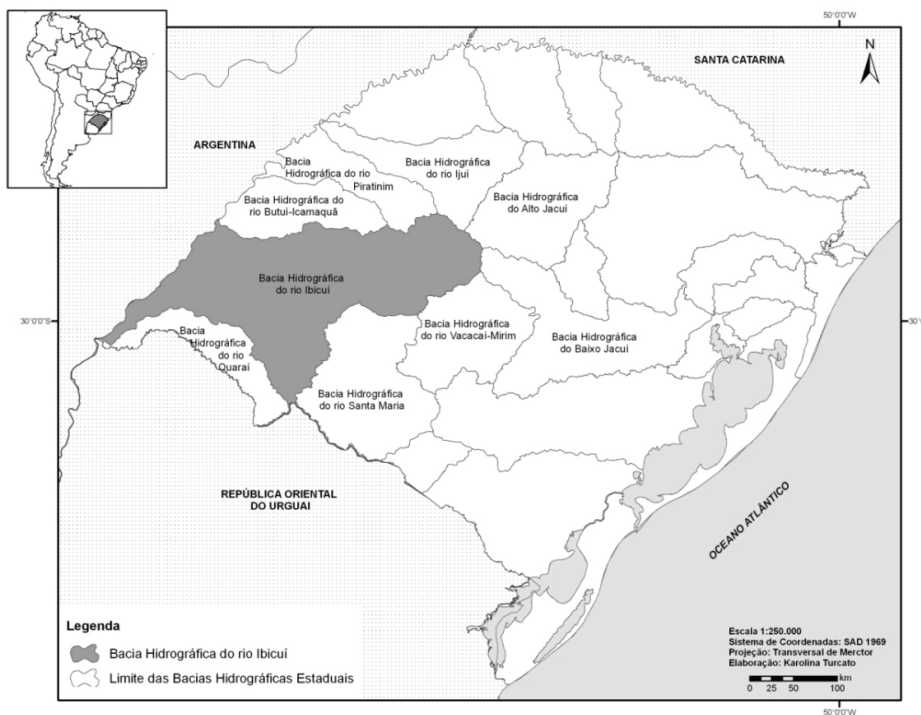 50°0'0"W
SANTA CATARINA
N
ARGENTINA
Bacia
Hidrográfica do rio
Piratinim
Bacia Hidrográfica
do rio Ijuí
Bacia Hidrográfica do
rio Butuí-Icamaquã
Bacia Hidrográfica
do Alto Jacuí
Bacia Hidrográfica
do rio Ibicuí
30°0'0"S
30°
Bacia
Hidrográfica
do rio
Quaraí
Bacia Hidrográfica
do rio Vacacaí-Mirim
Bacia Hidrográfica
do Baixo Jacuí
Bacia Hidrográfica
do rio Santa Maria
REPÚBLICA ORIENTAL
DO URGUAI
OCEANO ATLÂNTICO
Legenda
Bacia Hidrográfica do rio Ibicuí
Limite das Bacias Hidrográficas Estaduais
Escala 1:250.000
Sistema de Coordenadas: SAD 1969
Projeção: Transversal de Merctor
Elaboração: Karolina Turcato
km
0 25 50 100
50°0'0"W